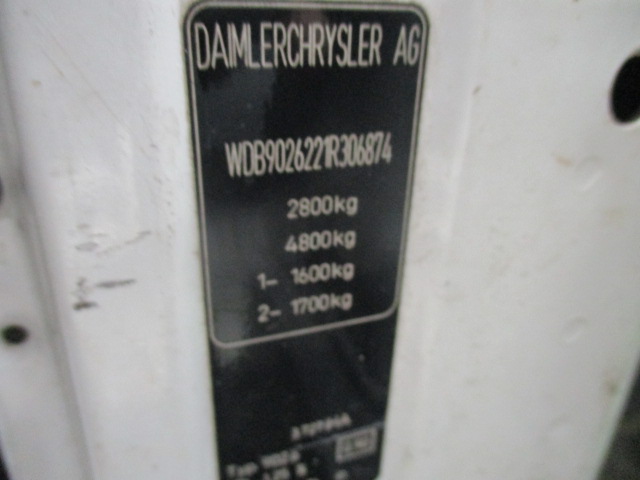 DAIMLERCHRYSLER AG
WDB9026221R306874
2800kg
4800kg
1- 1600kg
2- 1700kg